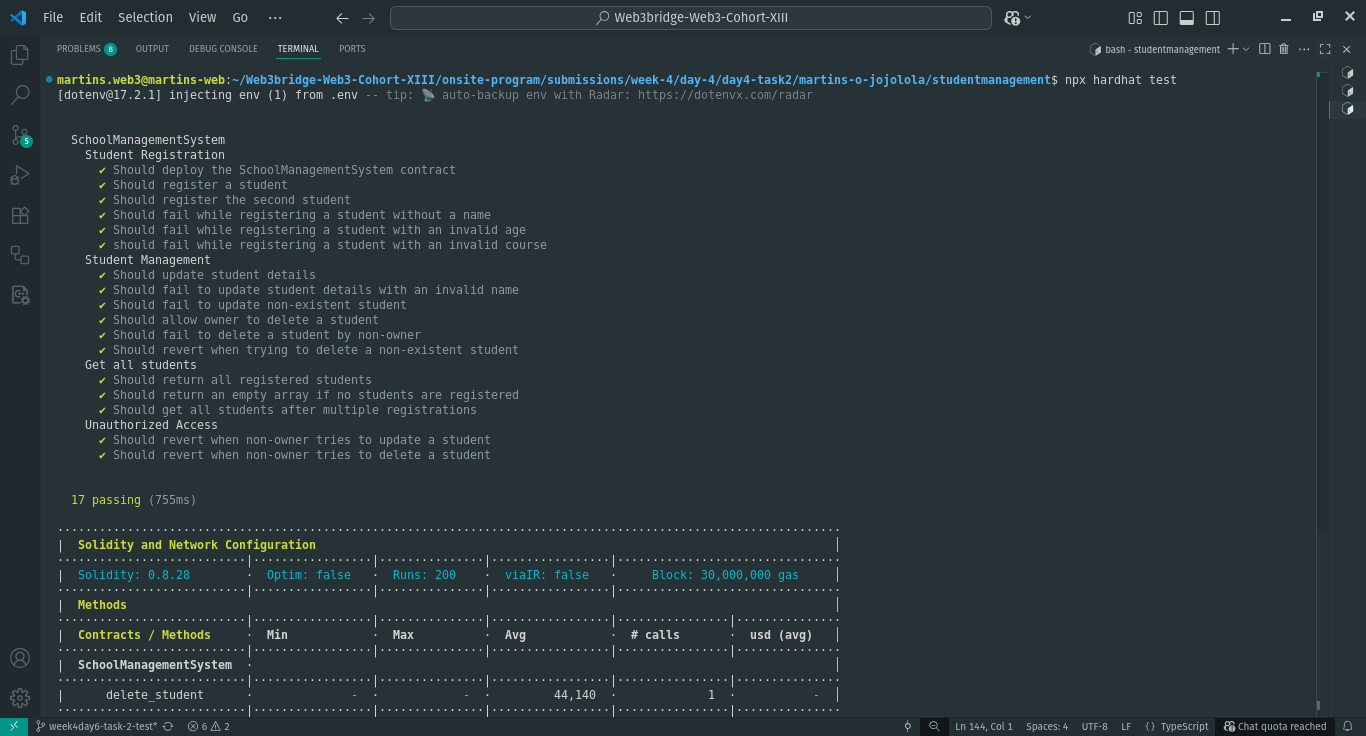 File Edit Selection View Go ··· Web3bridge-Web3-Cohort-XIII
PROBLEMS 8 OUTPUT DEBUG CONSOLE TERMINAL PORTS bash - studentmanagement
martins.web3@martins-web:~/Web3bridge-Web3-Cohort-XIII/onsite-program/submissions/week-4/day-4/day4-task2/martins-o-jojolola/studentmanagement$ npx hardhat test
[dotenv@17.2.1] injecting env (1) from .env -- tip: 📡 auto-backup env with Radar: https://dotenvx.com/radar
SchoolManagementSystem
Student Registration
✔ Should deploy the SchoolManagementSystem contract
✔ Should register a student
✔ Should register the second student
✔ Should fail while registering a student without a name
✔ Should fail while registering a student with an invalid age
✔ should fail while registering a student with an invalid course
Student Management
✔ Should update student details
✔ Should fail to update student details with an invalid name
✔ Should fail to update non-existent student
✔ Should allow owner to delete a student
✔ Should fail to delete a student by non-owner
✔ Should revert when trying to delete a non-existent student
Get all students
✔ Should return all registered students
✔ Should return an empty array if no students are registered
✔ Should get all students after multiple registrations
Unauthorized Access
✔ Should revert when non-owner tries to update a student
✔ Should revert when non-owner tries to delete a student
17 passing (755ms)
| Solidity and Network Configuration |
| Solidity: 0.8.28 · Optim: false · Runs: 200 · viaIR: false · Block: 30,000,000 gas |
| Methods |
| Contracts / Methods · Min · Max · Avg · # calls · usd (avg) |
| SchoolManagementSystem · |
| delete_student · - · - · 44,140 · 1 · - |
5
week4day6-task-2-test* 6 2 Ln 144, Col 1 Spaces: 4 UTF-8 LF {} TypeScript Chat quota reached